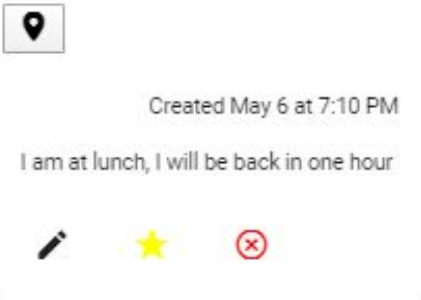 Created May 6 at 7:10 PM
I am at lunch, I will be back in one hour